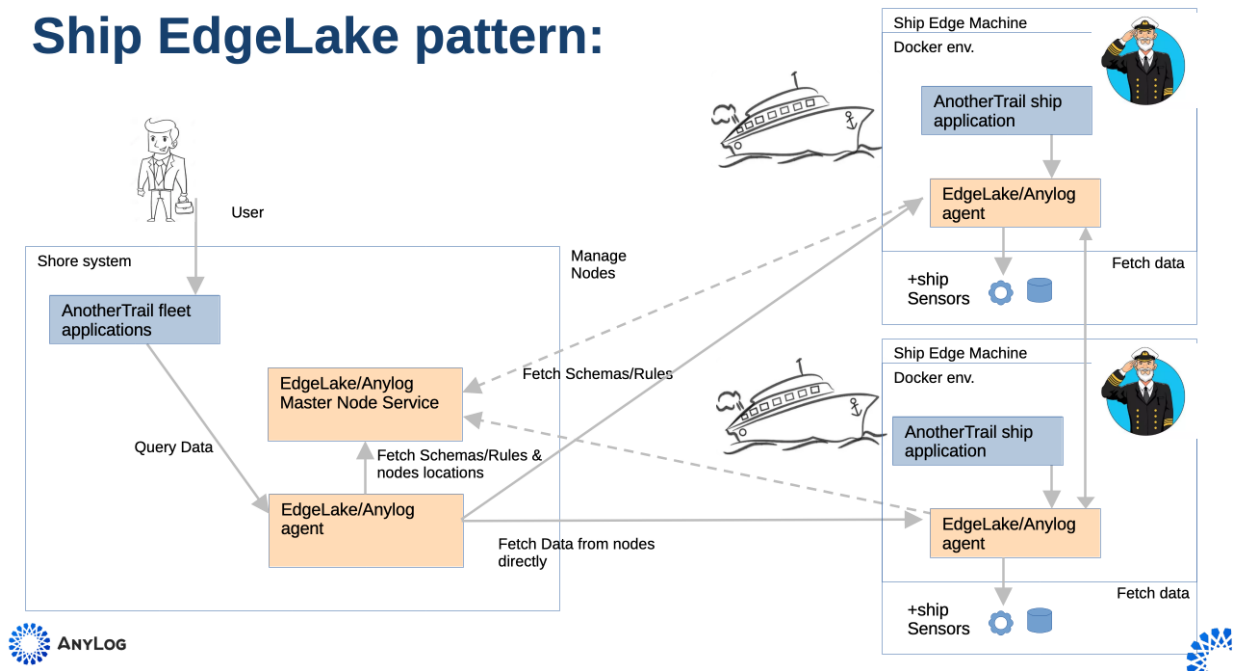 Ship EdgeLake pattern:
User
Shore system
AnotherTrail fleet
applications
Query Data
EdgeLake/Anylog
Master Node Service
Fetch Schemas/Rules &
nodes locations
EdgeLake/Anylog
agent
Manage
Nodes
Fetch Schemas/Rules
Fetch Data from nodes
directly
Ship Edge Machine
Docker env.
AnotherTrail ship
application
EdgeLake/Anylog
agent
Fetch data
+ship
Sensors
Ship Edge Machine
Docker env.
AnotherTrail ship
application
EdgeLake/Anylog
agent
Fetch data
+ship
Sensors
ANYLOG